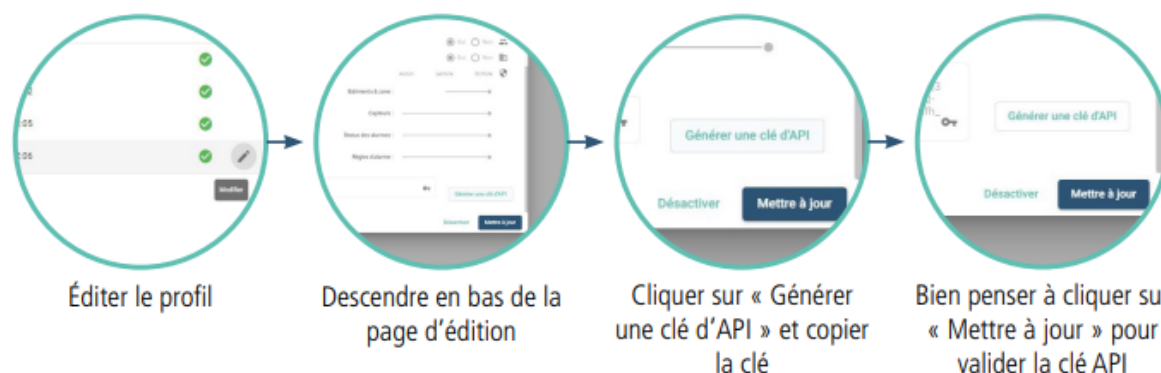 :05
:06
Modifier
Bâtiments & zone :
Capteurs :
Statut des alarmes :
Règles d'alarme :
Générer une clé d'API
Désactiver
Mettre à jour
Générer une clé d'API
Désactiver
Mettre à jour
Générer une clé d'API
Désactiver
Mettre à jour
Éditer le profil
Descendre en bas de la
page d'édition
Cliquer sur « Générer
une clé d'API » et copier
la clé
Bien penser à cliquer su
« Mettre à jour » pour
valider la clé API